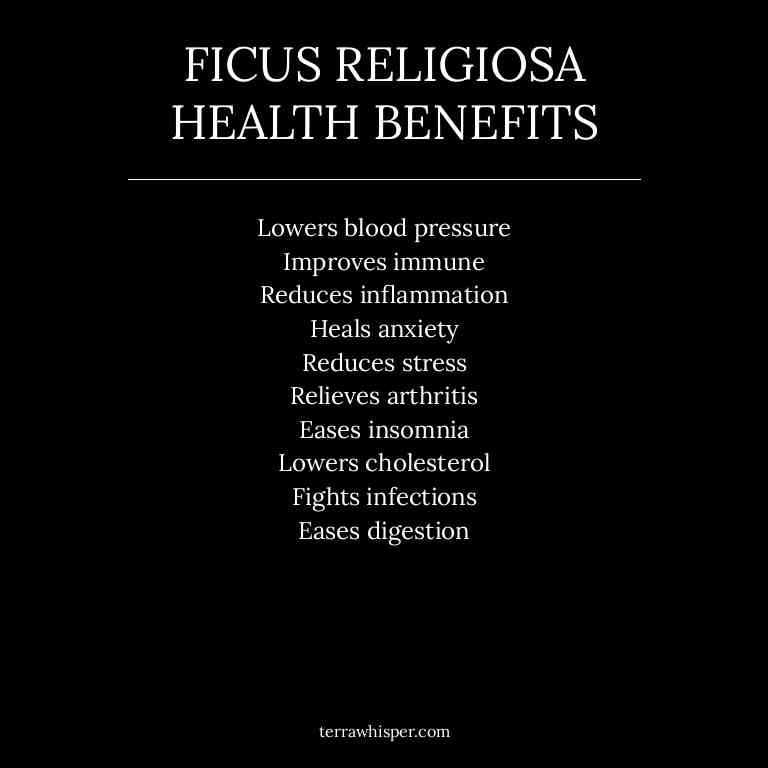 FICUS RELIGIOSA
HEALTH BENEFITS
Lowers blood pressure
Improves immune
Reduces inflammation
Heals anxiety
Reduces stress
Relieves arthritis
Eases insomnia
Lowers cholesterol
Fights infections
Eases digestion
terrawhisper.com